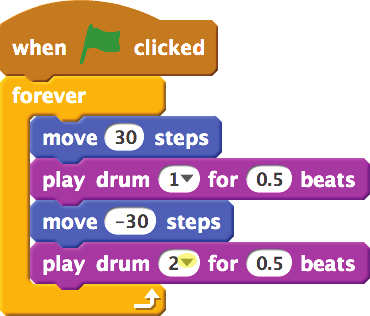 when clicked
forever
move 30 steps
play drum 1 for 0.5 beats
move -30 steps
play drum 2 for 0.5 beats